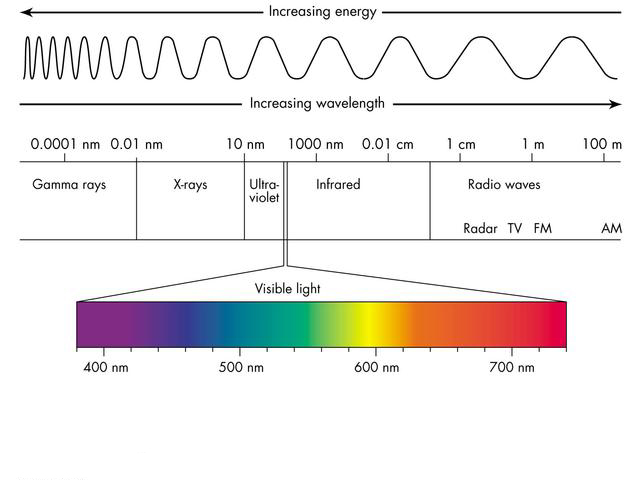 Increasing energy
Increasing wavelength
0.0001 nm 0.01 nm 10 nm 1000 nm 0.01 cm 1 cm 1 m 100 m
Gamma rays X-rays Ultra- Infrared Radio waves
violet
Radar TV FM AM
Visible light
400 nm 500 nm 600 nm 700 nm